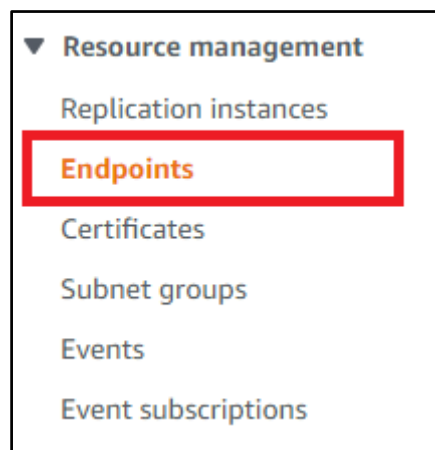 Resource management
Replication instances
Endpoints
Certificates
Subnet groups
Events
Event subscriptions